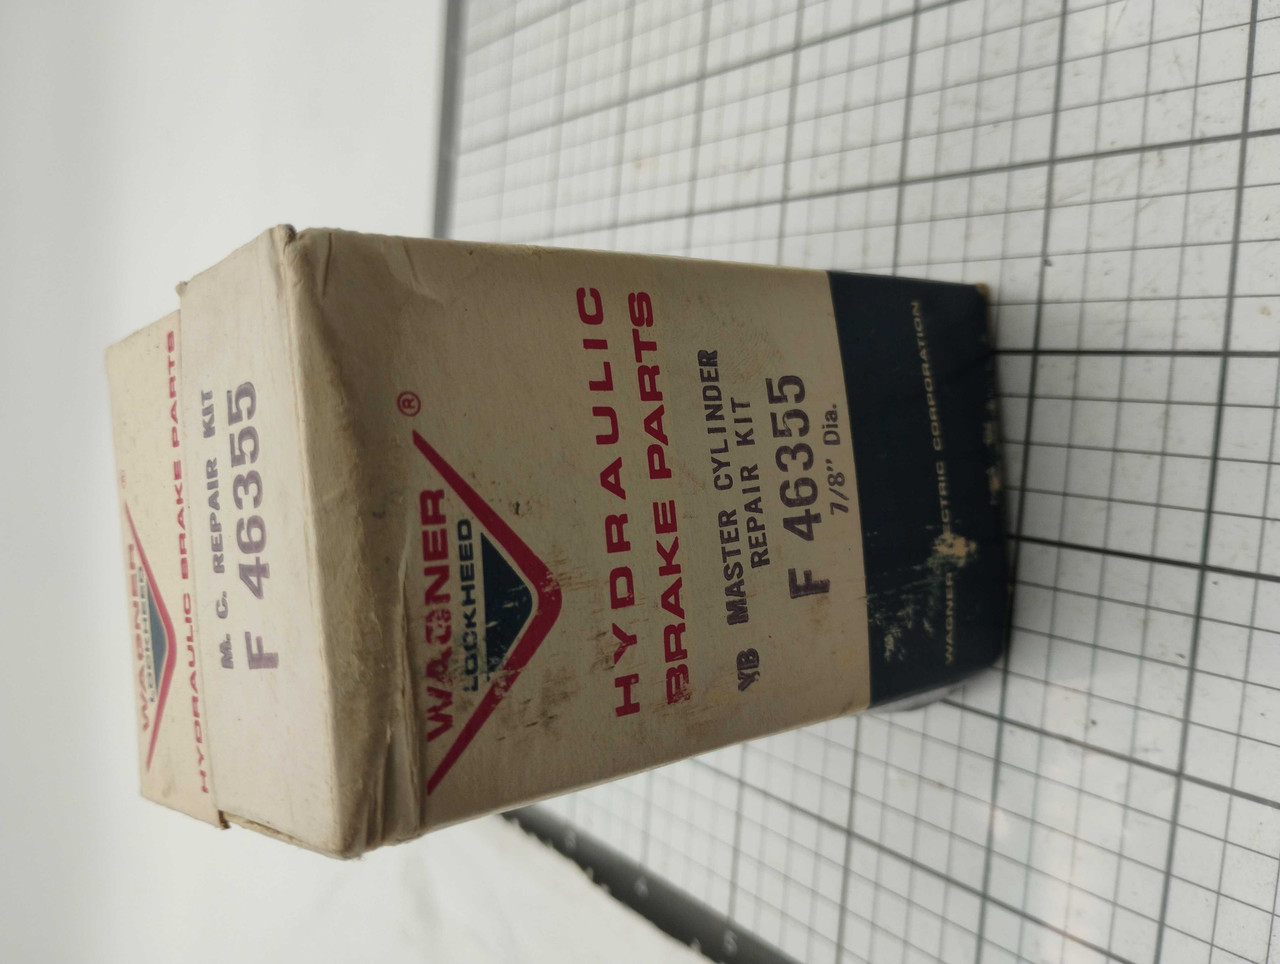 WAGNER
LOCKHEED
HYDRAULIC BRAKE PARTS
M. C. REPAIR KIT
F 46355
®
WAGNER
LOCKHEED
HYDRAULIC
BRAKE PARTS
MASTER CYLINDER
REPAIR KIT
F 46355
7/8" Dia.
WAGNER CORPORATION